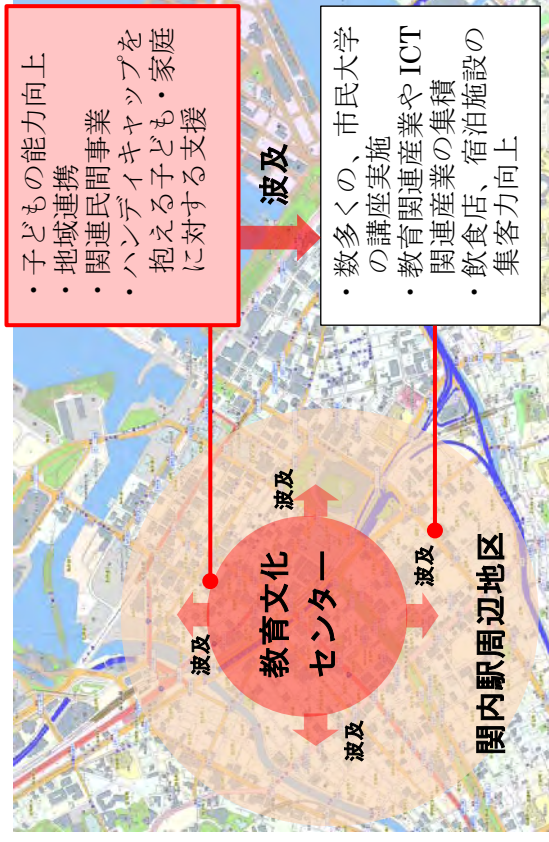 ・子どもの能力向上
・地域連携
・関連民間事業
・ハンディキャップを
抱える子ども・家庭
に対する支援
波及
・数多くの、市民大学
の講座実施
・教育関連産業や ICT
関連産業の集積
・飲食店、宿泊施設の
集客力向上
教育文化
センター
波及
波及
波及
波及
関内駅周辺地区